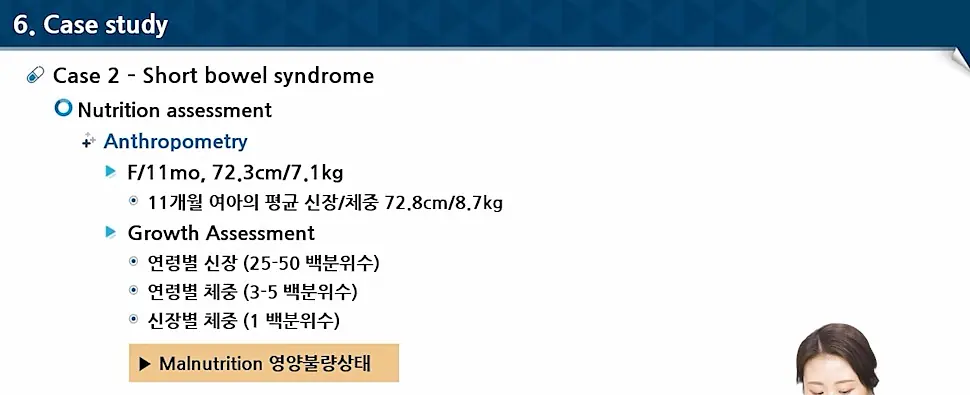 6. Case study
Case 2 - Short bowel syndrome
Nutrition assessment
Anthropometry
F/11mo, 72.3cm/7.1kg
11개월 여아의 평균 신장/체중 72.8cm/8.7kg
Growth Assessment
연령별 신장 (25-50 백분위수)
연령별 체중 (3-5 백분위수)
신장별 체중 (1 백분위수)
▶ Malnutrition 영양불량상태